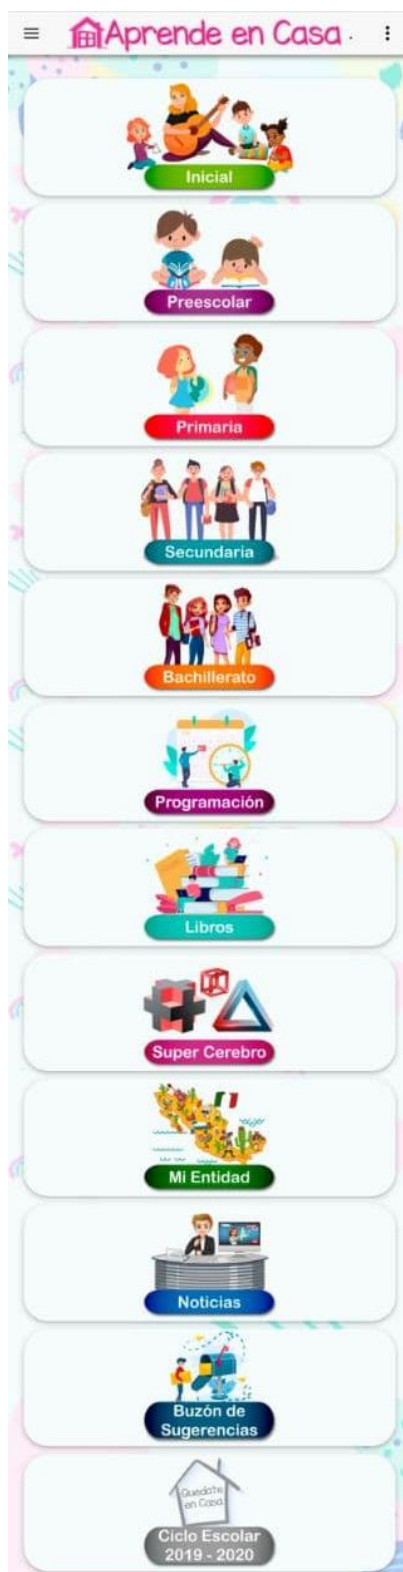 Aprende en Casa .
Inicial
Preescolar
Primaria
Secundaria
Bachillerato
Programación
Libros
Super Cerebro
Mi Entidad
Noticias
Buzón de
Sugerencias
Quedate
en Casa
Ciclo Escolar
2019 - 2020